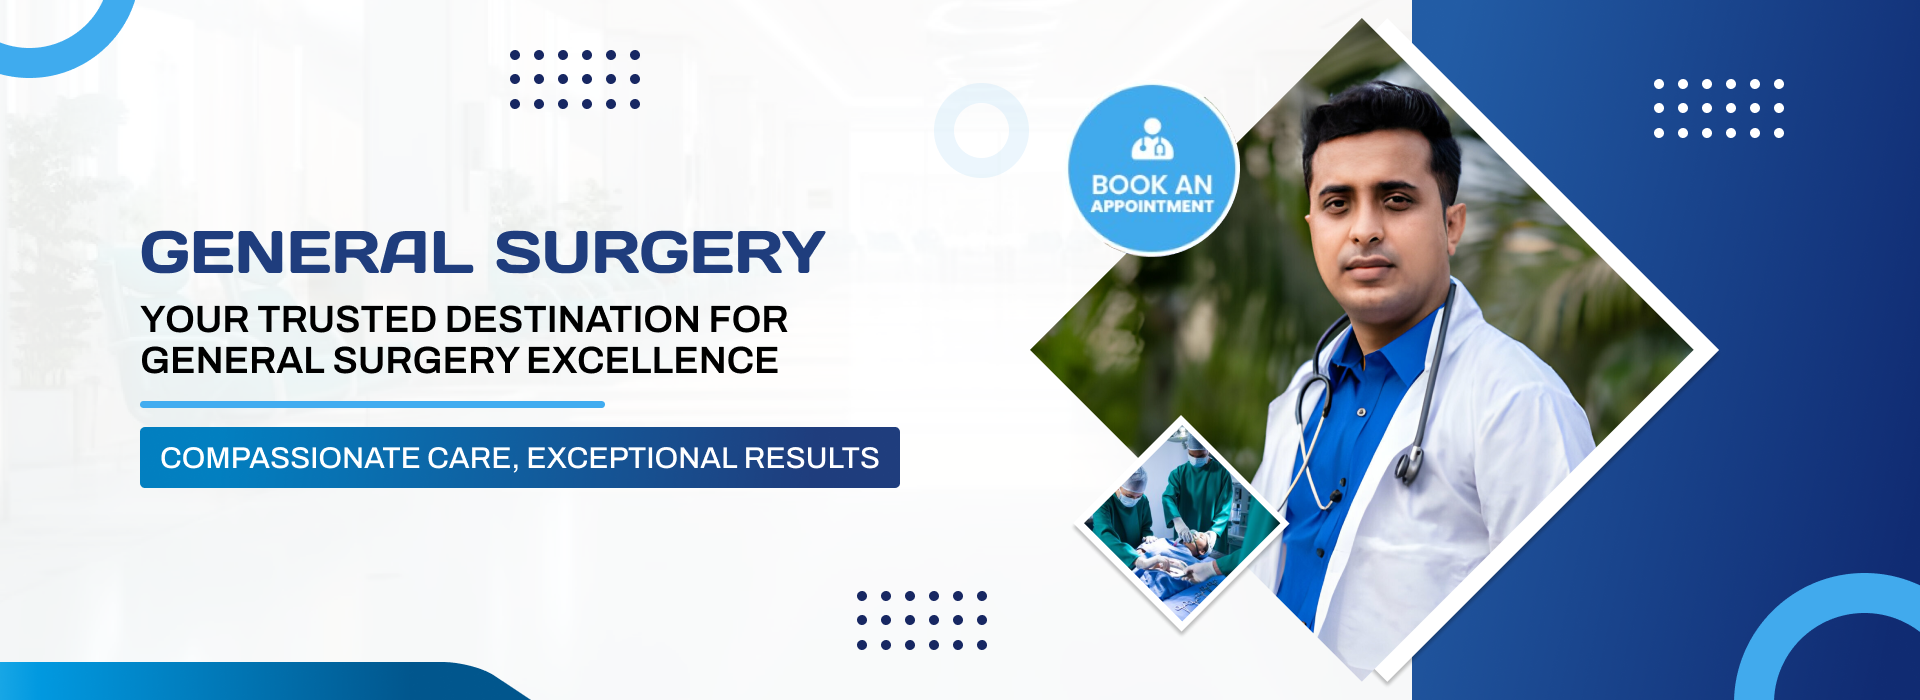 GENERAL SURGERY
YOUR TRUSTED DESTINATION FOR
GENERAL SURGERY EXCELLENCE
COMPASSIONATE CARE, EXCEPTIONAL RESULTS
BOOK AN
APPOINTMENT